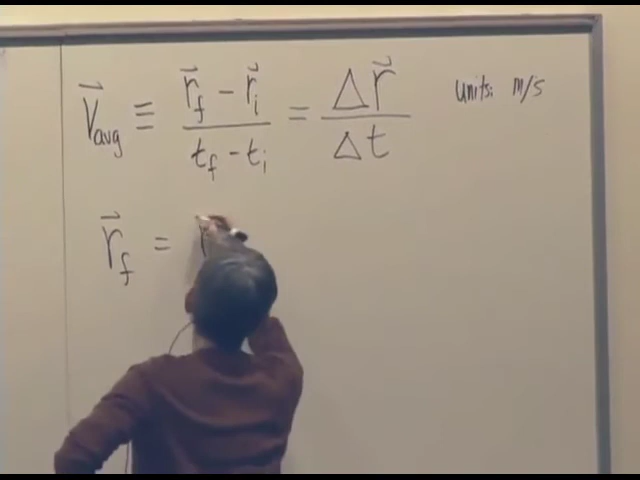 v⃗avg ≡ r⃗f − r⃗i / tf − ti = Δr⃗ / Δt units: m/s
r⃗f = r